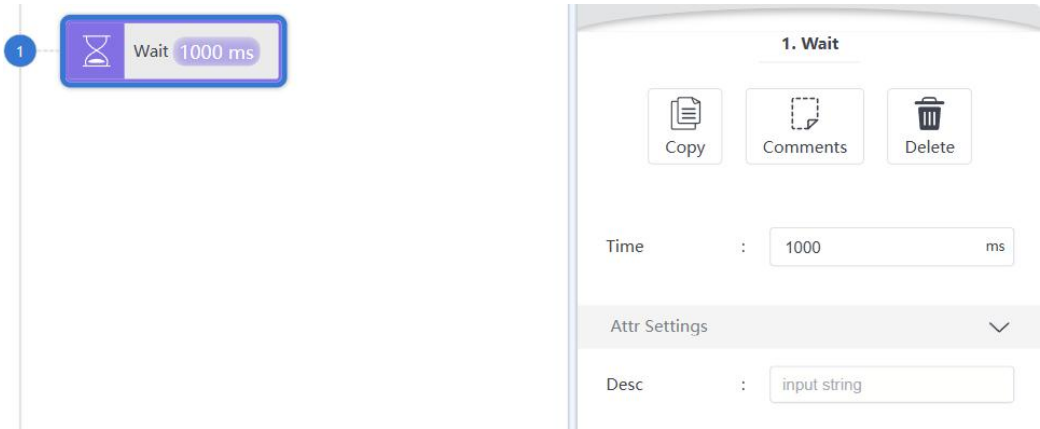 1
Wait 1000 ms
1. Wait
Copy
Comments
Delete
Time : 1000 ms
Attr Settings
Desc : input string